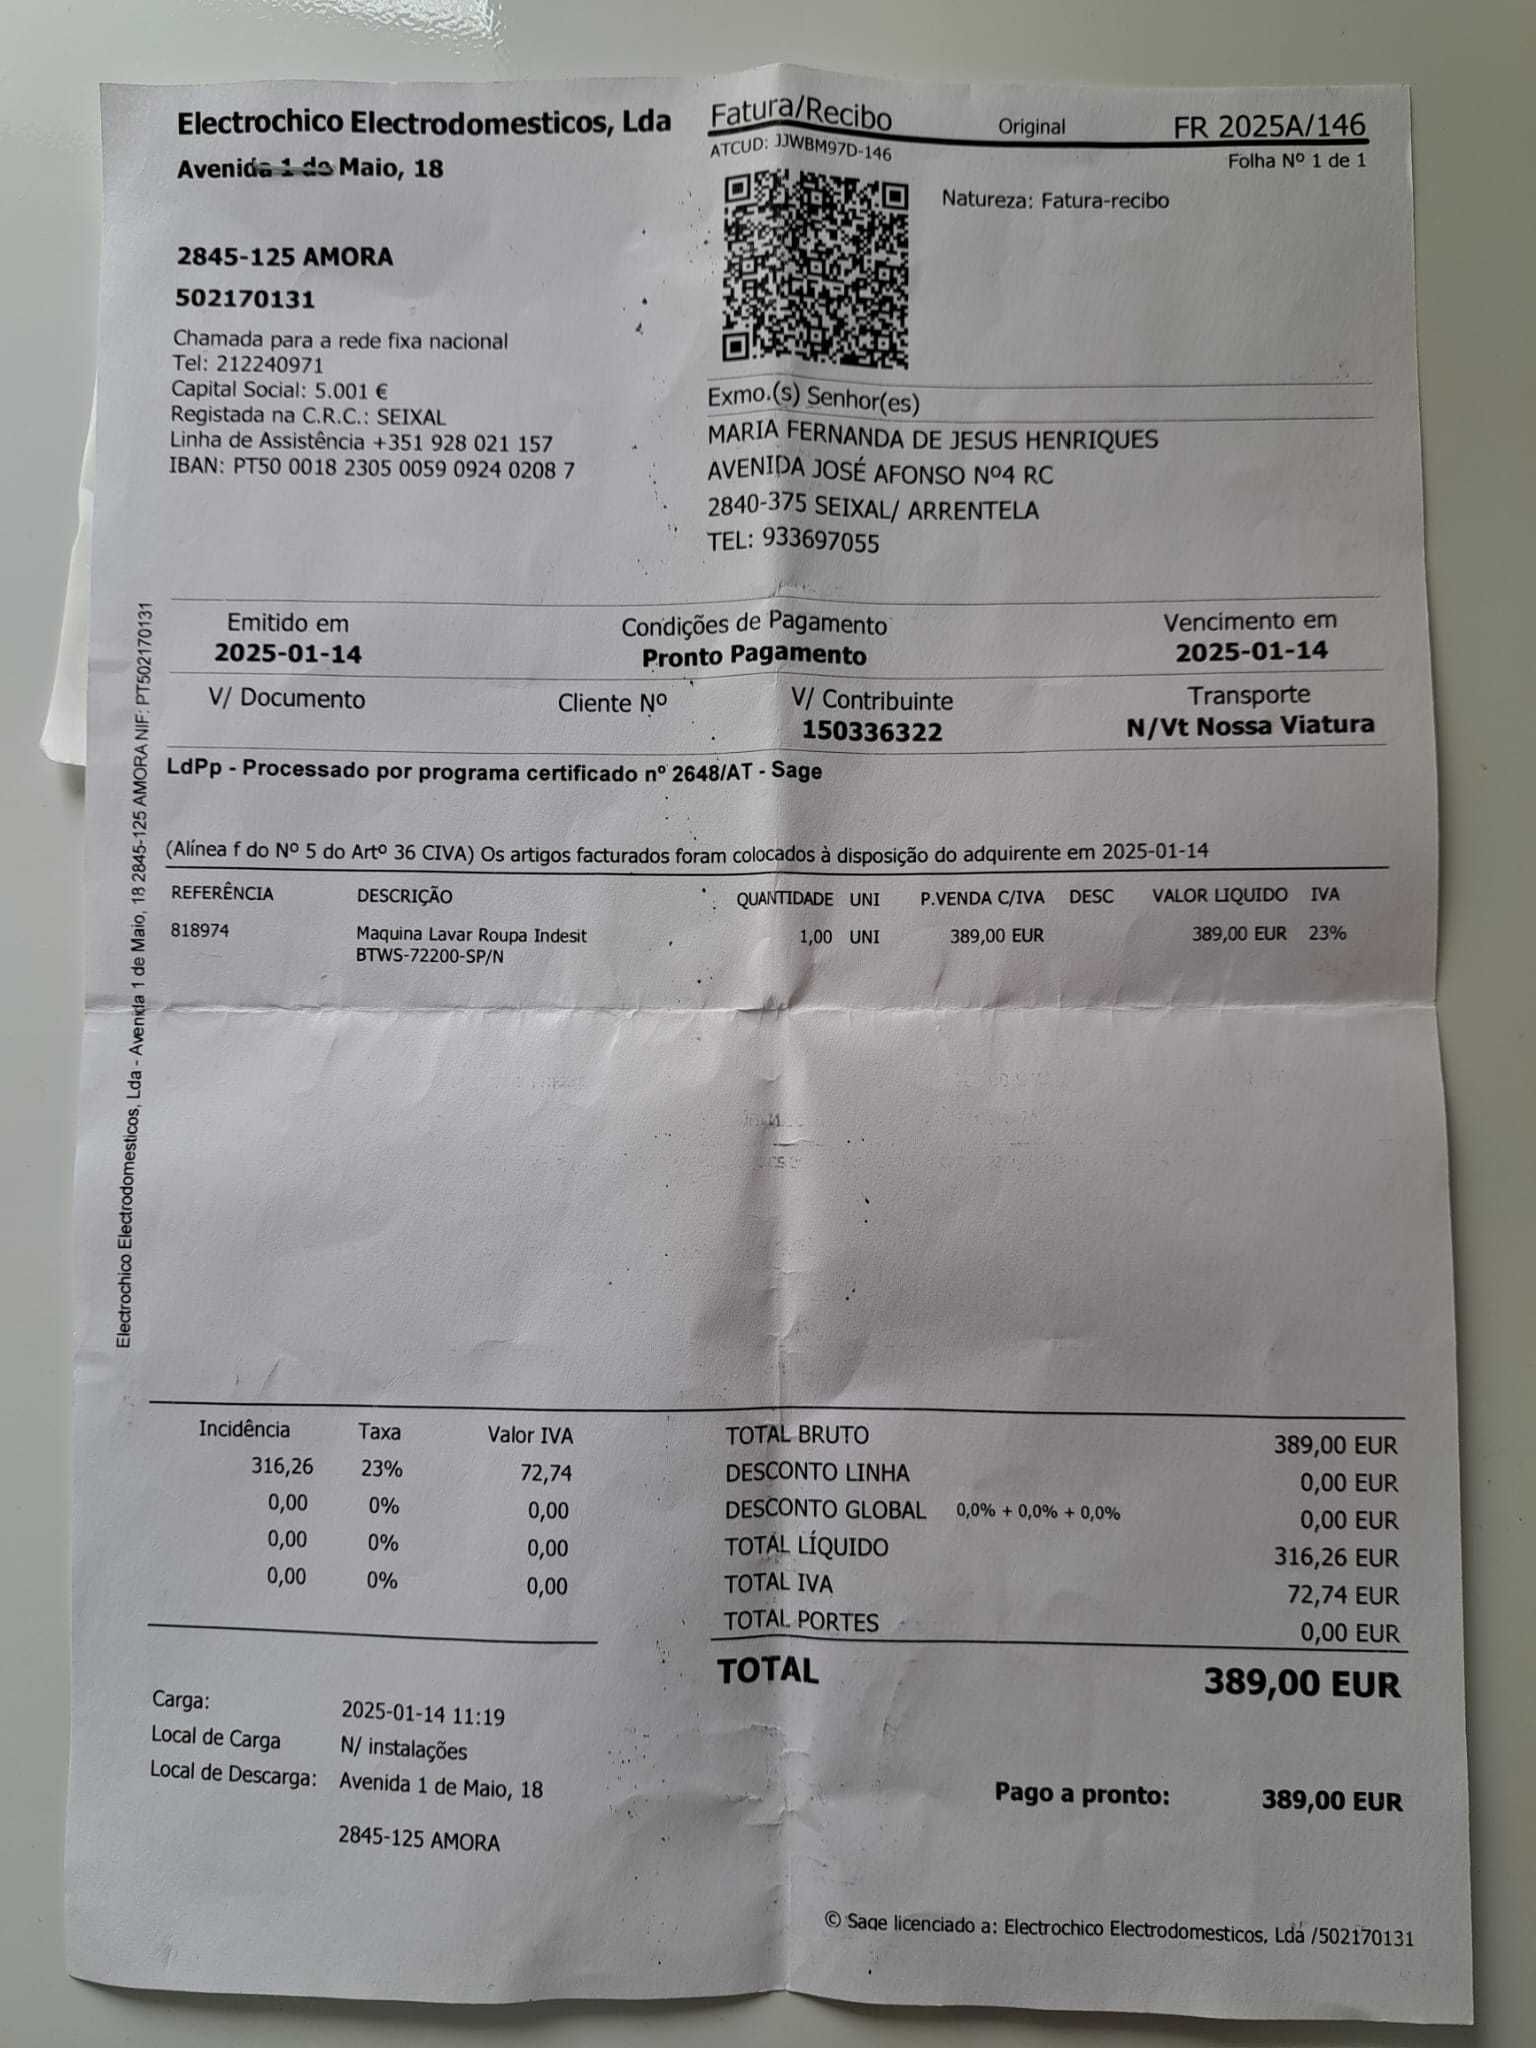 Electrochico Electrodomesticos, Lda
Avenida 1 do Maio, 18
2845-125 AMORA
502170131
Chamada para a rede fixa nacional
Tel: 212240971
Capital Social: 5.001 €
Registada na C.R.C.: SEIXAL
Linha de Assistência +351 928 021 157
IBAN: PT50 0018 2305 0059 0924 0208 7
Fatura/Recibo Original FR 2025A/146
ATCUD: JJWBM97D-146 Folha Nº 1 de 1
Natureza: Fatura-recibo
Exmo.(s) Senhor(es)
MARIA FERNANDA DE JESUS HENRIQUES
AVENIDA JOSÉ AFONSO Nº4 RC
2840-375 SEIXAL/ ARRENTELA
TEL: 933697055
Emitido em Condições de Pagamento Vencimento em
2025-01-14 Pronto Pagamento 2025-01-14
V/ Documento Cliente Nº V/ Contribuinte Transporte
150336322 N/Vt Nossa Viatura
LdPp - Processado por programa certificado nº 2648/AT - Sage
(Alínea f do Nº 5 do Artº 36 CIVA) Os artigos facturados foram colocados à disposição do adquirente em 2025-01-14
REFERÊNCIA DESCRIÇÃO QUANTIDADE UNI P.VENDA C/IVA DESC VALOR LIQUIDO IVA
818974 Maquina Lavar Roupa Indesit 1,00 UNI 389,00 EUR 389,00 EUR 23%
BTWS-72200-SP/N
Electrochico Electrodomesticos, Lda - Avenida 1 de Maio, 18 2845-125 AMORA NIF: PT502170131
Incidência Taxa Valor IVA
316,26 23% 72,74
0,00 0% 0,00
0,00 0% 0,00
0,00 0% 0,00
TOTAL BRUTO 389,00 EUR
DESCONTO LINHA 0,00 EUR
DESCONTO GLOBAL 0,0% + 0,0% + 0,0% 0,00 EUR
TOTAL LÍQUIDO 316,26 EUR
TOTAL IVA 72,74 EUR
TOTAL PORTES 0,00 EUR
TOTAL 389,00 EUR
Carga: 2025-01-14 11:19
Local de Carga N/ instalações
Local de Descarga: Avenida 1 de Maio, 18
2845-125 AMORA
Pago a pronto: 389,00 EUR
© Sage licenciado a: Electrochico Electrodomesticos, Lda /502170131